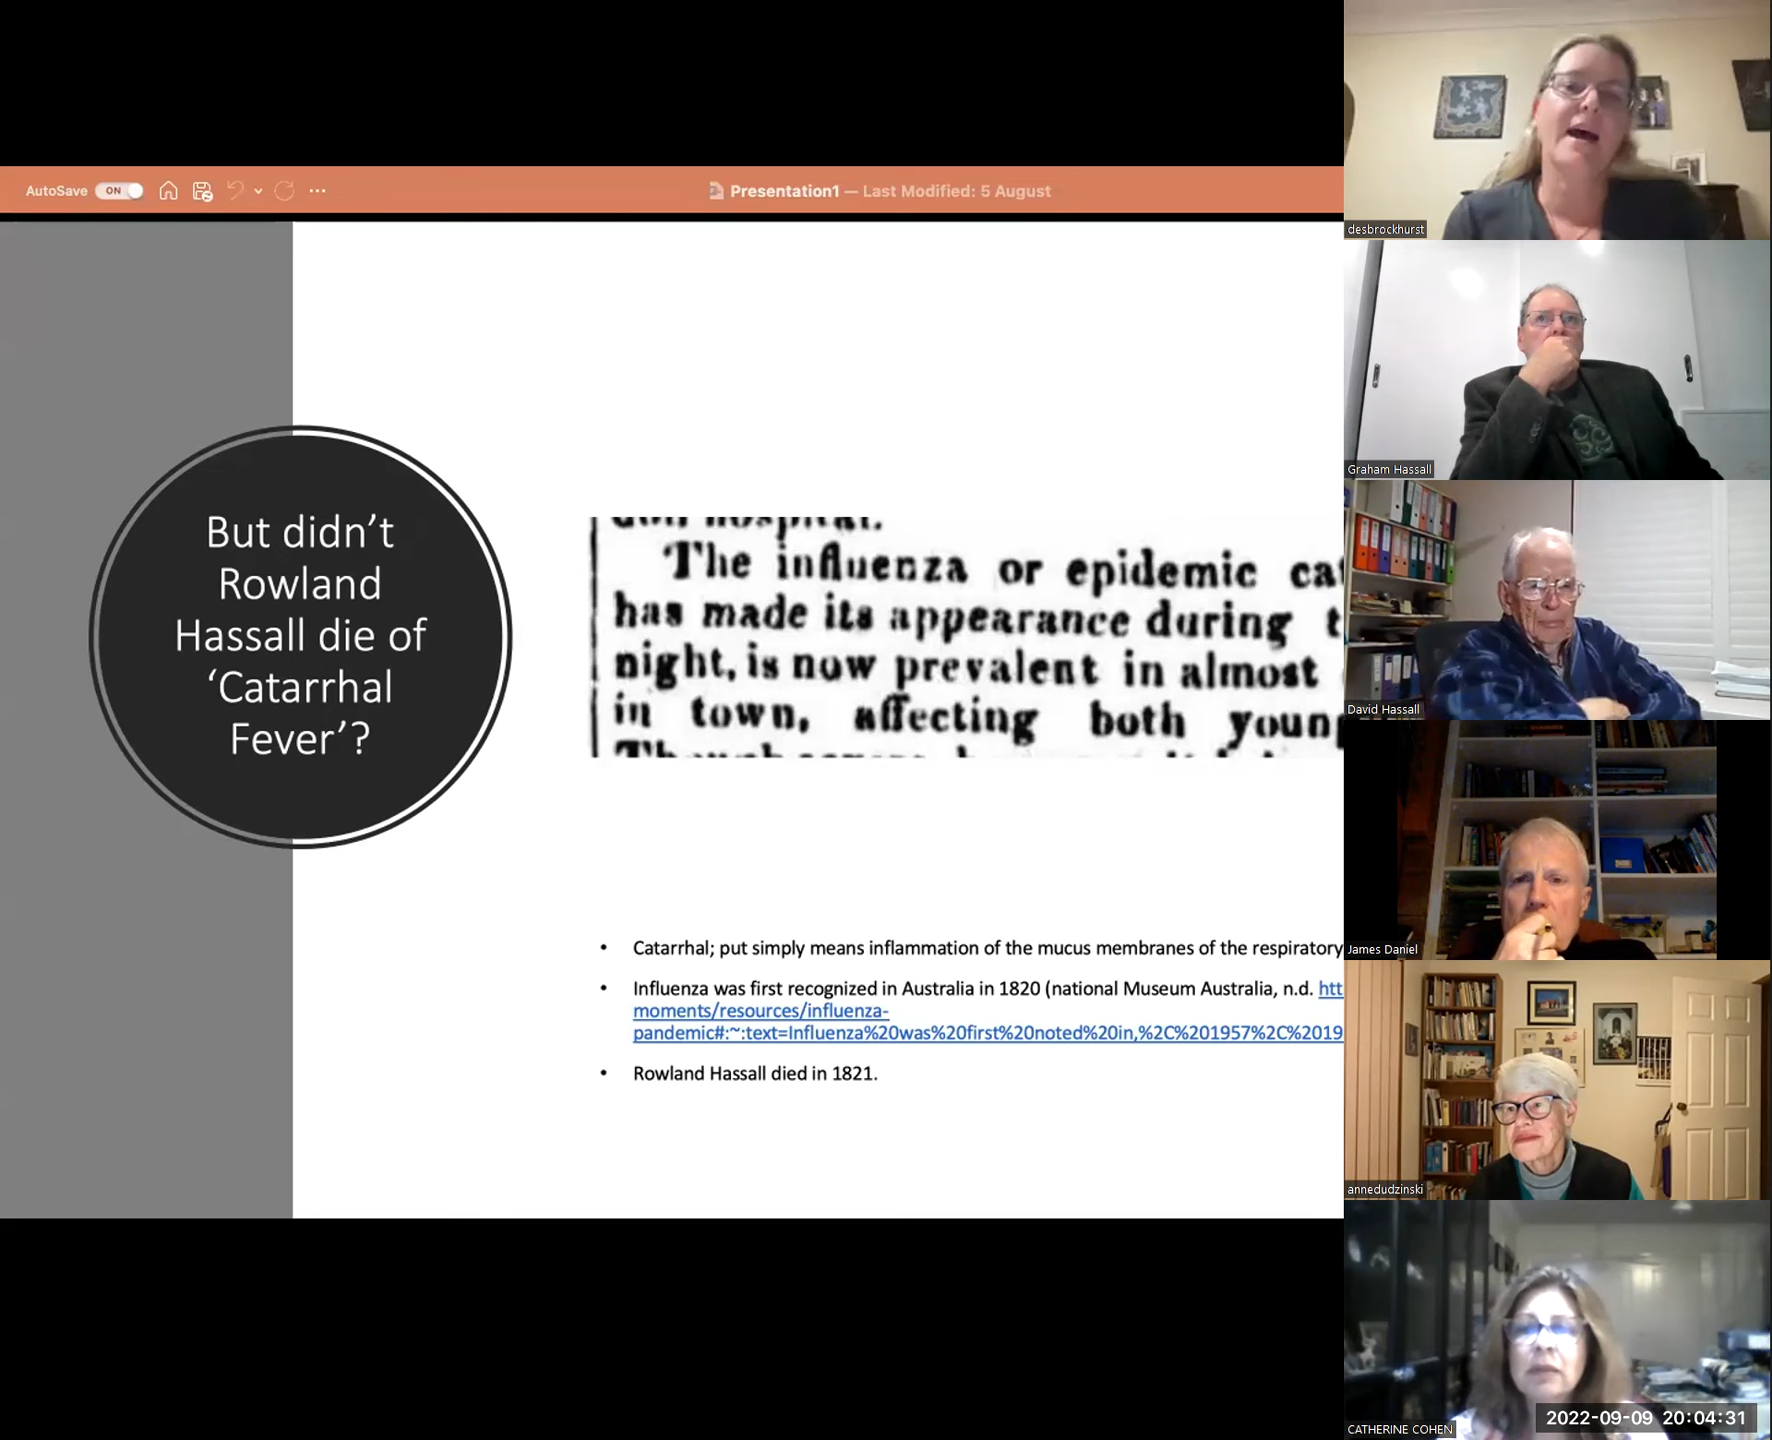 AutoSave ON
Presentation1 — Last Modified: 5 August
But didn’t
Rowland
Hassall die of
‘Catarrhal
Fever’?
hospital.
The influenza or epidemic
has made its appearance during
night, is now prevalent in almost
in town, affecting both
• Catarrhal; put simply means inflammation of the mucus membranes of the respiratory
• Influenza was first recognized in Australia in 1820 (national Museum Australia, n.d. htt
moments/resources/influenza-
pandemic#:~:text=Influenza%20was%20first%20noted%20in,%2C%201957%2C%2019
• Rowland Hassall died in 1821.
desbrockhurst
Graham Hassall
David Hassall
James Daniel
annedudzinski
CATHERINE COHEN
2022-09-09 20:04:31